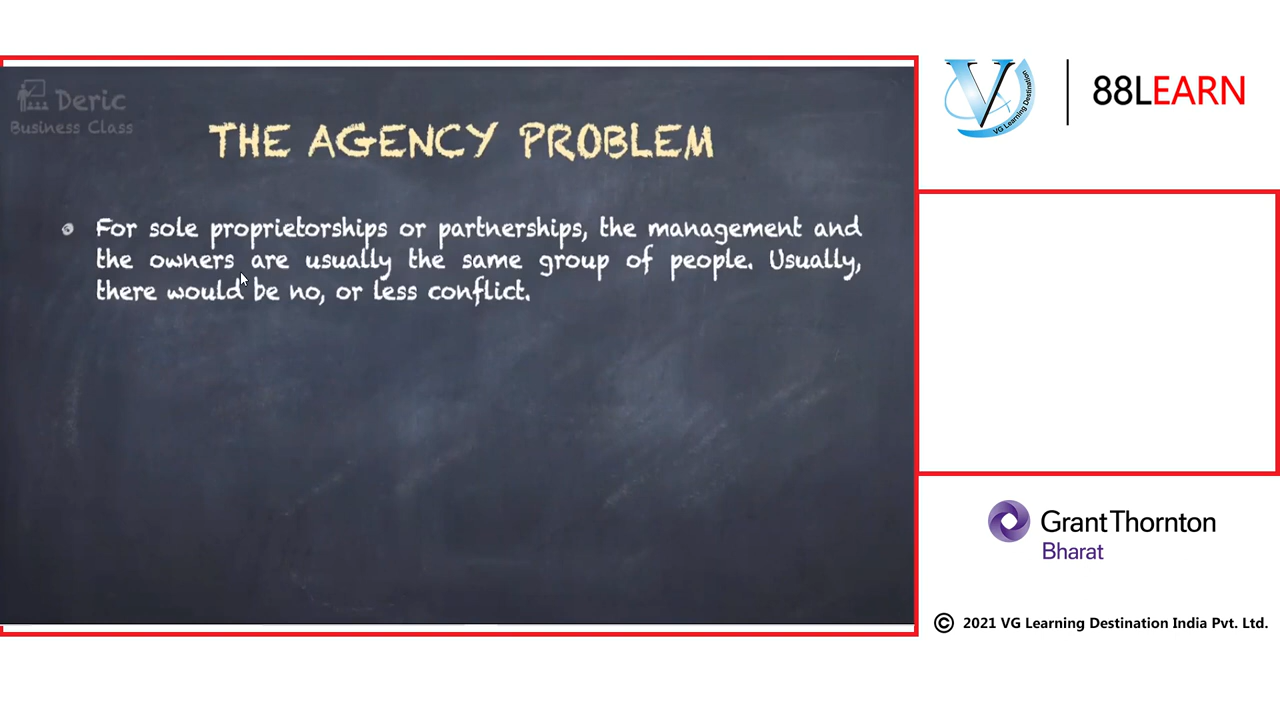 Deric
Business Class
THE AGENCY PROBLEM
For sole proprietorships or partnerships, the management and
the owners are usually the same group of people. Usually,
there would be no, or less conflict.
V
VG Learning Destination
88LEARN
Grant Thornton
Bharat
© 2021 VG Learning Destination India Pvt. Ltd.